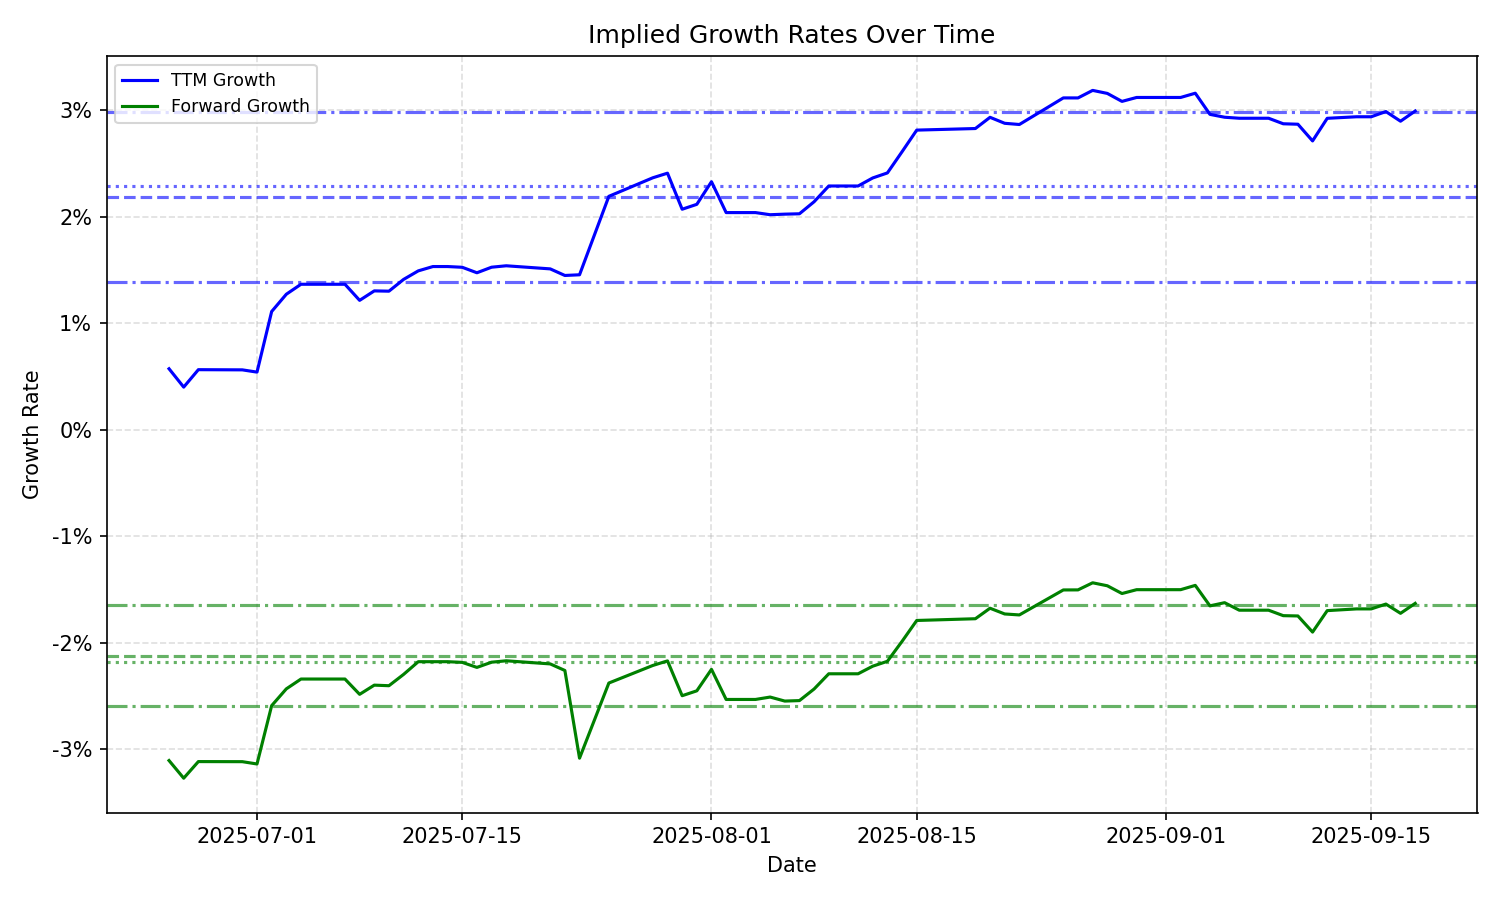 Implied Growth Rates Over Time
TTM Growth
Forward Growth
3%
2%
1%
0%
-1%
-2%
-3%
Growth Rate
2025-07-01
2025-07-15
2025-08-01
2025-08-15
2025-09-01
2025-09-15
Date